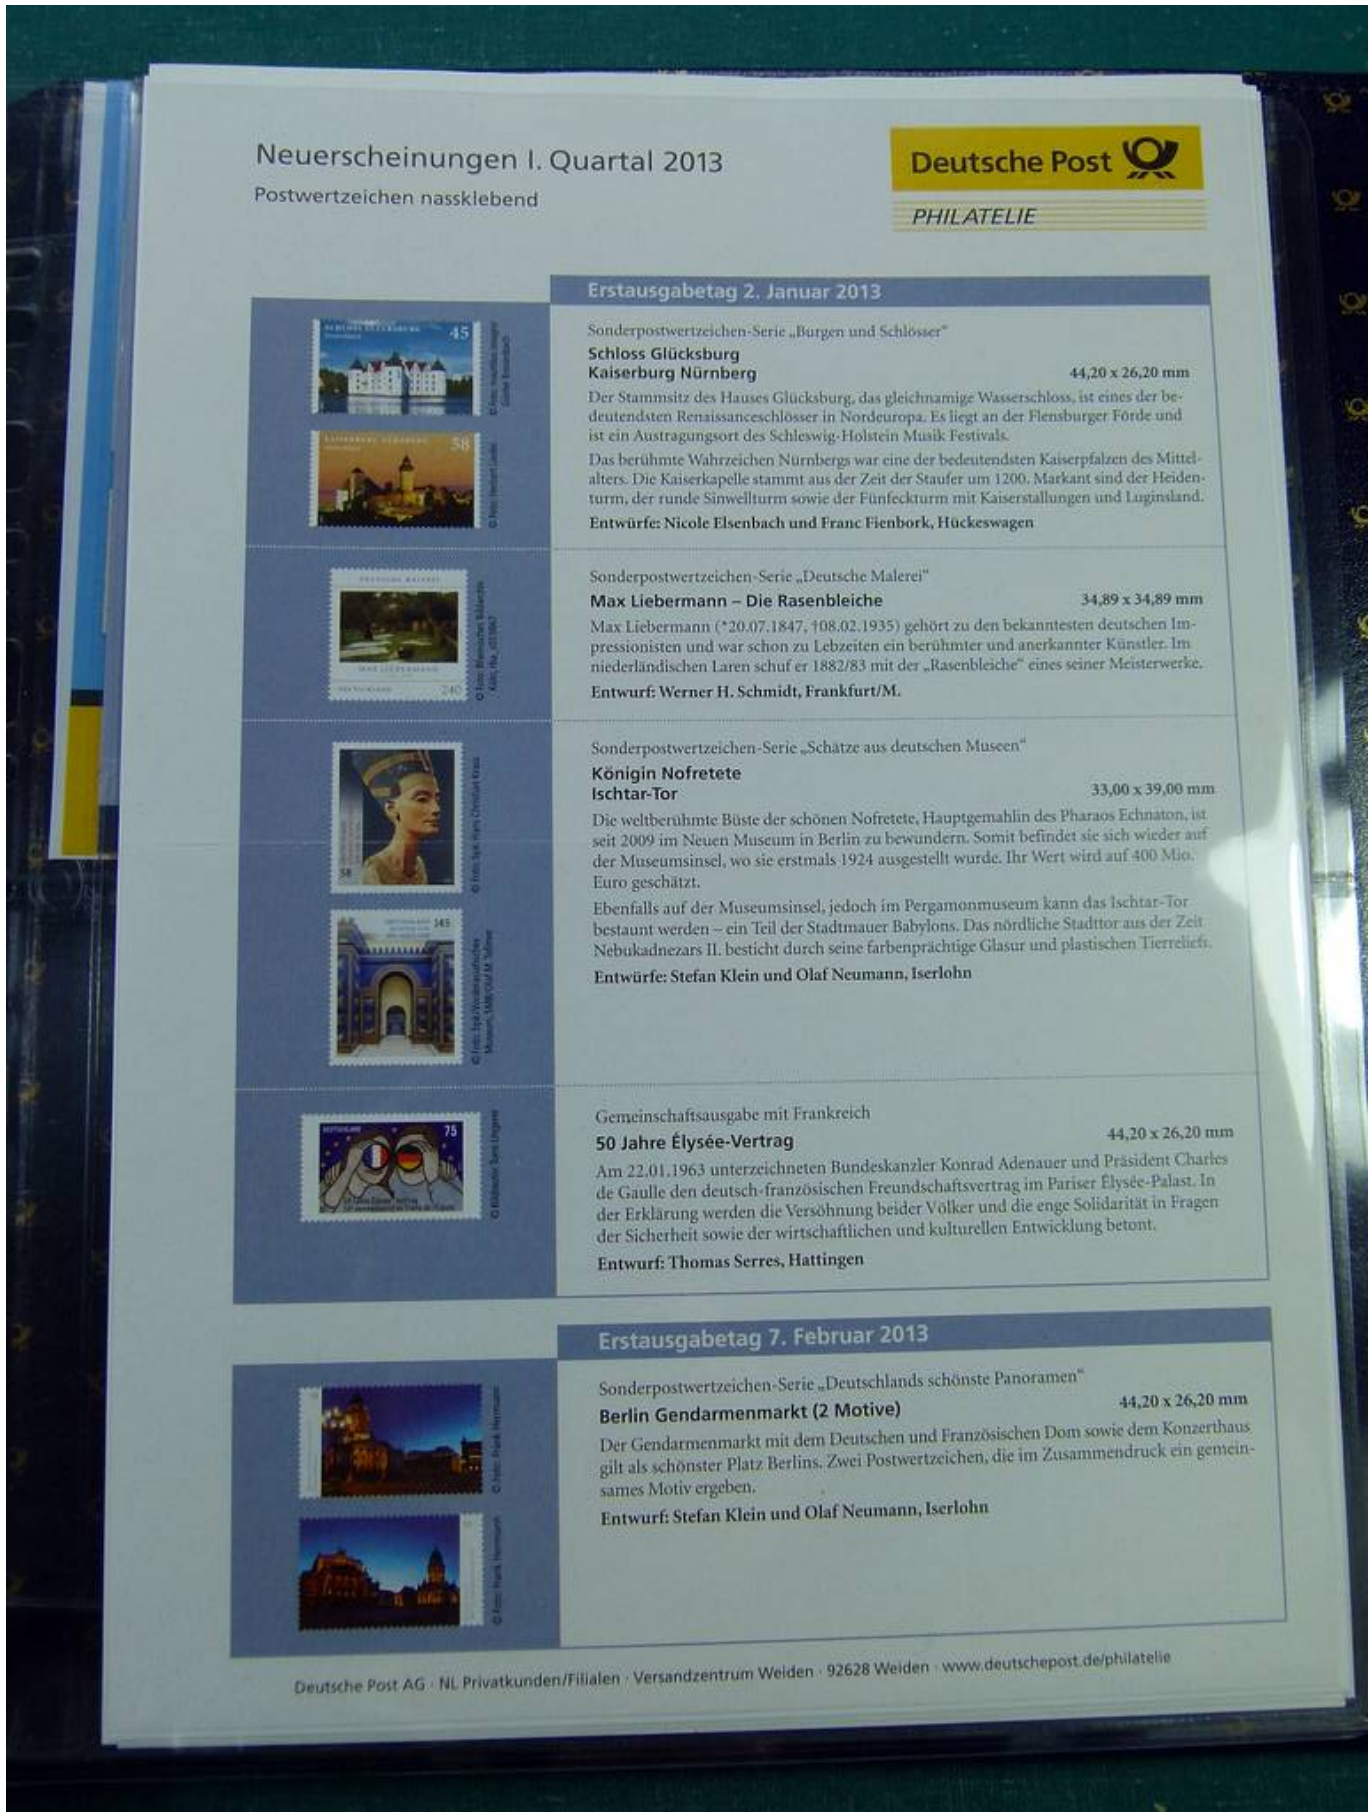 Neuerscheinungen I. Quartal 2013
Postwertzeichen nassklebend
Deutsche Post
PHILATELIE
Erstausgabetag 2. Januar 2013
45
58
Sonderpostwertzeichen-Serie „Burgen und Schlösser“
Schloss Glücksburg
Kaiserburg Nürnberg
44,20 x 26,20 mm
Der Stammsitz des Hauses Glücksburg, das gleichnamige Wasserschloss, ist eines der be-
deutendsten Renaissanceschlösser in Nordeuropa. Es liegt an der Flensburger Förde und
ist ein Austragungsort des Schleswig-Holstein Musik Festivals.
Das berühmte Wahrzeichen Nürnbergs war eine der bedeutendsten Kaiserpfalzen des Mittel-
alters. Die Kaiserkapelle stammt aus der Zeit der Staufer um 1200. Markant sind der Heiden-
turm, der runde Sinwellturm sowie der Fünfeckturm mit Kaiserstallungen und Luginsland.
Entwürfe: Nicole Elsenbach und Franc Fienbork, Hückeswagen
MAX LIEBERMANN
240
Sonderpostwertzeichen-Serie „Deutsche Malerei“
Max Liebermann – Die Rasenbleiche
34,89 x 34,89 mm
Max Liebermann (*20.07.1847, †08.02.1935) gehört zu den bekanntesten deutschen Im-
pressionisten und war schon zu Lebzeiten ein berühmter und anerkannter Künstler. Im
niederländischen Laren schuf er 1882/83 mit der „Rasenbleiche“ eines seiner Meisterwerke.
Entwurf: Werner H. Schmidt, Frankfurt/M.
58
145
Sonderpostwertzeichen-Serie „Schätze aus deutschen Museen“
Königin Nofretete
Ischtar-Tor
33,00 x 39,00 mm
Die weltberühmte Büste der schönen Nofretete, Hauptgemahlin des Pharaos Echnaton, ist
seit 2009 im Neuen Museum in Berlin zu bewundern. Somit befindet sie sich wieder auf
der Museumsinsel, wo sie erstmals 1924 ausgestellt wurde. Ihr Wert wird auf 400 Mio.
Euro geschätzt.
Ebenfalls auf der Museumsinsel, jedoch im Pergamonmuseum kann das Ischtar-Tor
bestaunt werden – ein Teil der Stadtmauer Babylons. Das nördliche Stadttor aus der Zeit
Nebukadnezars II. besticht durch seine farbenprächtige Glasur und plastischen Tierreliefs.
Entwürfe: Stefan Klein und Olaf Neumann, Iserlohn
75
Gemeinschaftsausgabe mit Frankreich
50 Jahre Élysée-Vertrag
44,20 x 26,20 mm
Am 22.01.1963 unterzeichneten Bundeskanzler Konrad Adenauer und Präsident Charles
de Gaulle den deutsch-französischen Freundschaftsvertrag im Pariser Élysée-Palast. In
der Erklärung werden die Versöhnung beider Völker und die enge Solidarität in Fragen
der Sicherheit sowie der wirtschaftlichen und kulturellen Entwicklung betont.
Entwurf: Thomas Serres, Hattingen
Erstausgabetag 7. Februar 2013
© Foto: Frank Herrmann
© Foto: Frank Herrmann
Sonderpostwertzeichen-Serie „Deutschlands schönste Panoramen“
Berlin Gendarmenmarkt (2 Motive)
44,20 x 26,20 mm
Der Gendarmenmarkt mit dem Deutschen und Französischen Dom sowie dem Konzerthaus
gilt als schönster Platz Berlins. Zwei Postwertzeichen, die im Zusammendruck ein gemein-
sames Motiv ergeben.
Entwurf: Stefan Klein und Olaf Neumann, Iserlohn
Deutsche Post AG · NL Privatkunden/Filialen · Versandzentrum Weiden · 92628 Weiden · www.deutschepost.de/philatelie